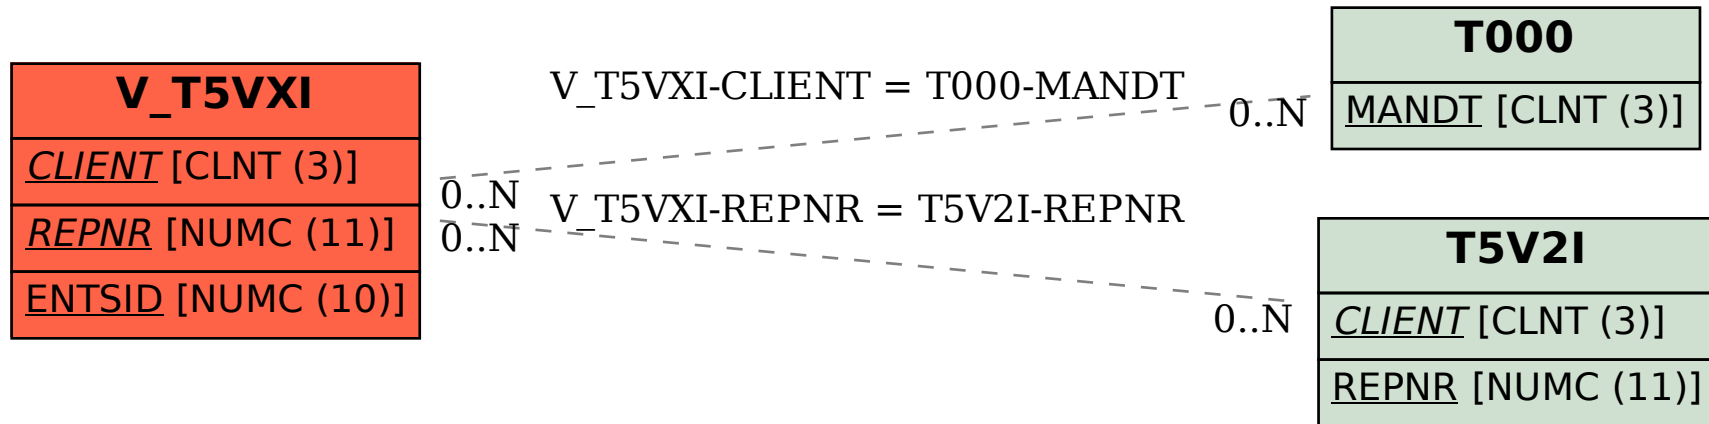 V_T5VXI
CLIENT [CLNT (3)]
REPNR [NUMC (11)]
ENTSID [NUMC (10)]
V_T5VXI-CLIENT = T000-MANDT
0..N
0..N
V_T5VXI-REPNR = T5V2I-REPNR
0..N
0..N
T000
MANDT [CLNT (3)]
T5V2I
CLIENT [CLNT (3)]
REPNR [NUMC (11)]